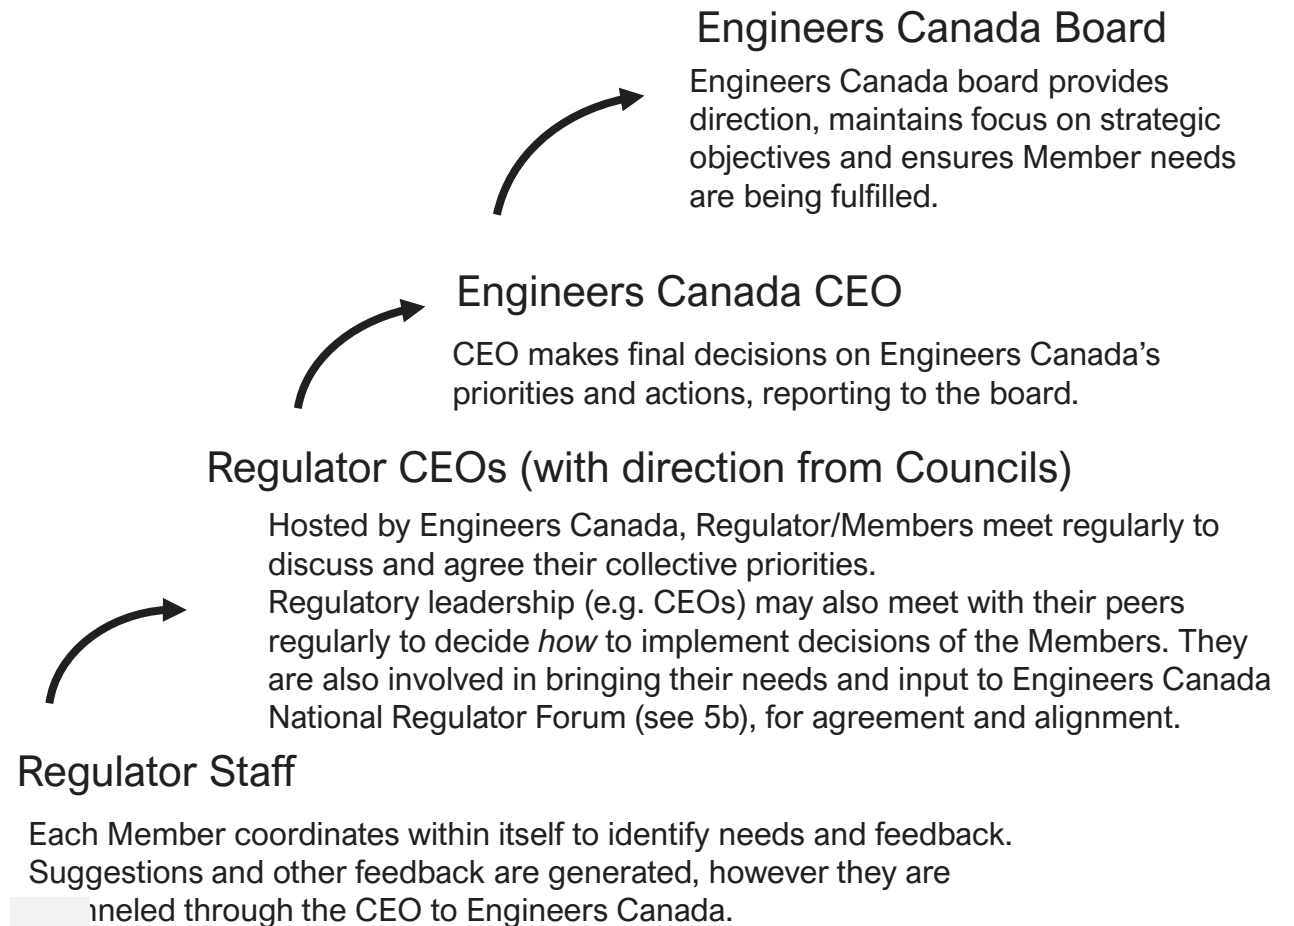 Engineers Canada Board
Engineers Canada board provides
direction, maintains focus on strategic
objectives and ensures Member needs
are being fulfilled.
Engineers Canada CEO
CEO makes final decisions on Engineers Canada’s
priorities and actions, reporting to the board.
Regulator CEOs (with direction from Councils)
Hosted by Engineers Canada, Regulator/Members meet regularly to
discuss and agree their collective priorities.
Regulatory leadership (e.g. CEOs) may also meet with their peers
regularly to decide how to implement decisions of the Members. They
are also involved in bringing their needs and input to Engineers Canada
National Regulator Forum (see 5b), for agreement and alignment.
Regulator Staff
Each Member coordinates within itself to identify needs and feedback.
Suggestions and other feedback are generated, however they are
through the CEO to Engineers Canada.